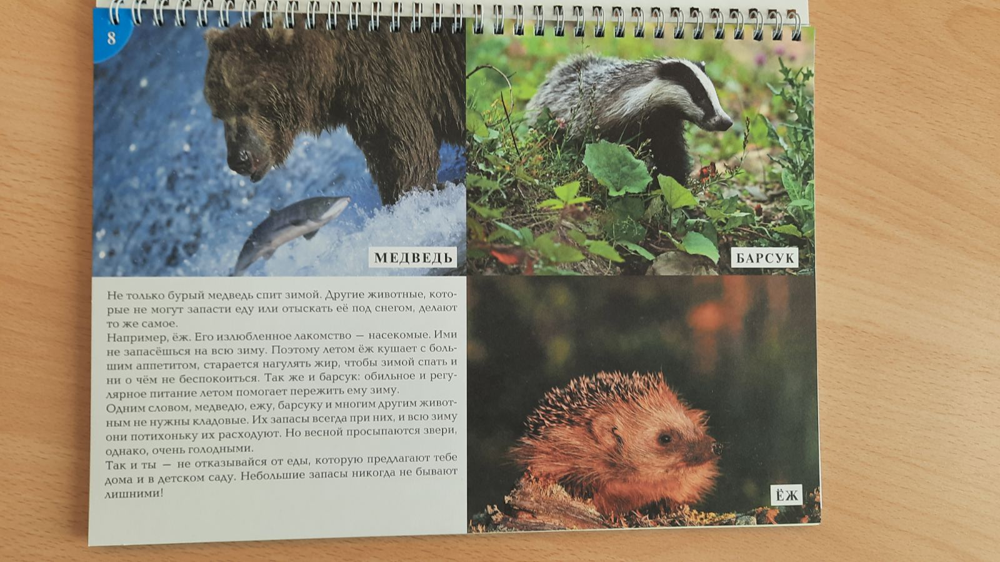 8
МЕДВЕДЬ
БАРСУК
Не только бурый медведь спит зимой. Другие животные, кото-
рые не могут запасти еду или отыскать её под снегом, делают
то же самое.
Например, ёж. Его излюбленное лакомство — насекомые. Ими
не запасёшься на всю зиму. Поэтому летом ёж кушает с боль-
шим аппетитом, старается нагулять жир, чтобы зимой спать и
ни о чём не беспокоиться. Так же и барсук: обильное и регу-
лярное питание летом помогает пережить ему зиму.
Одним словом, медведю, ежу, барсуку и многим другим живот-
ным не нужны кладовые. Их запасы всегда при них, и всю зиму
они потихоньку их расходуют. Но весной просыпаются звери,
однако, очень голодными.
Так и ты — не отказывайся от еды, которую предлагают тебе
дома и в детском саду. Небольшие запасы никогда не бывают
лишними!
ЁЖ